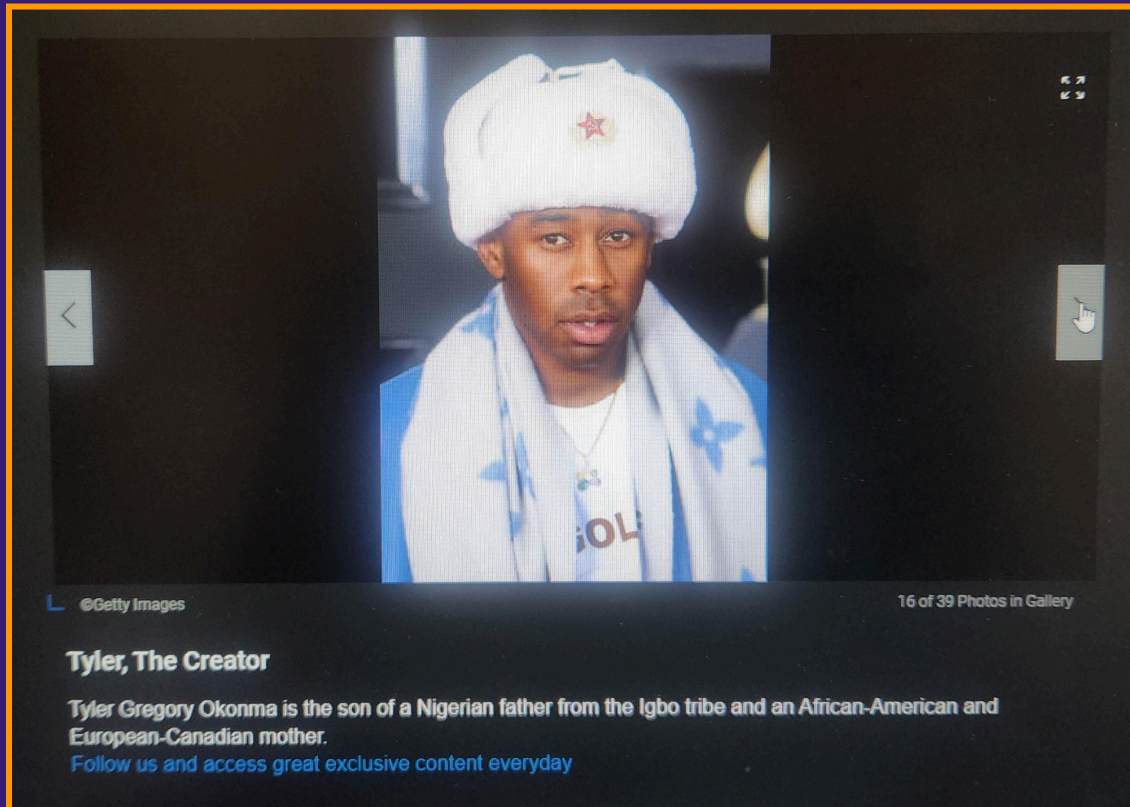 GOL
©Getty Images
16 of 39 Photos in Gallery
Tyler, The Creator
Tyler Gregory Okonma is the son of a Nigerian father from the Igbo tribe and an African-American and
European-Canadian mother.
Follow us and access great exclusive content everyday